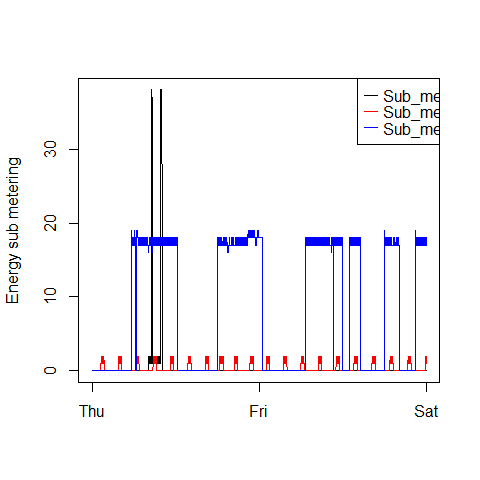 Sub_me
Sub_me
Sub_me
Energy sub metering
30
20
10
0
Thu Fri Sat